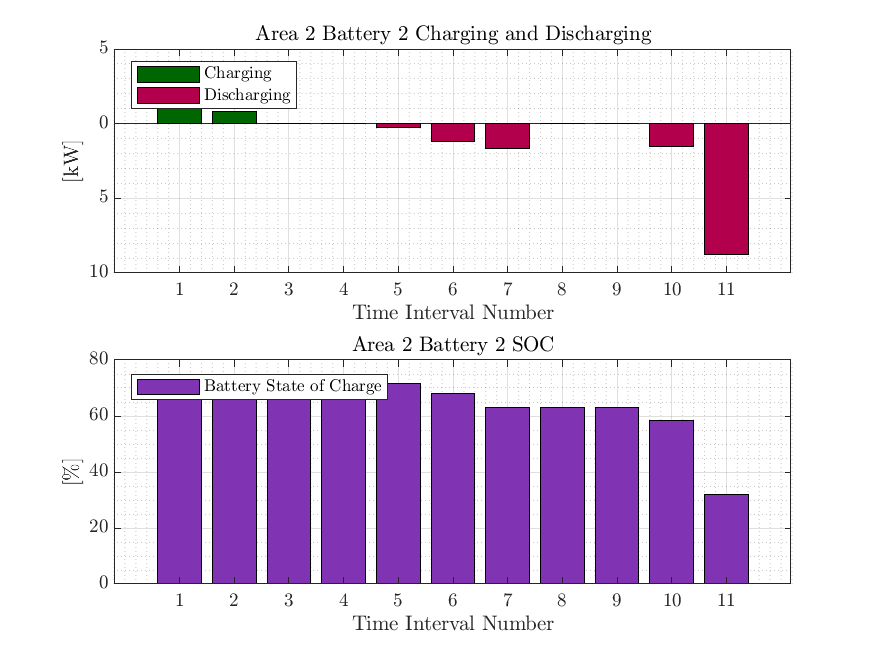 Area 2 Battery 2 Charging and Discharging
5
Charging
Discharging
0
[kW]
5
10
1 2 3 4 5 6 7 8 9 10 11
Time Interval Number
Area 2 Battery 2 SOC
80
Battery State of Charge
60
[%]
40
20
0
1 2 3 4 5 6 7 8 9 10 11
Time Interval Number